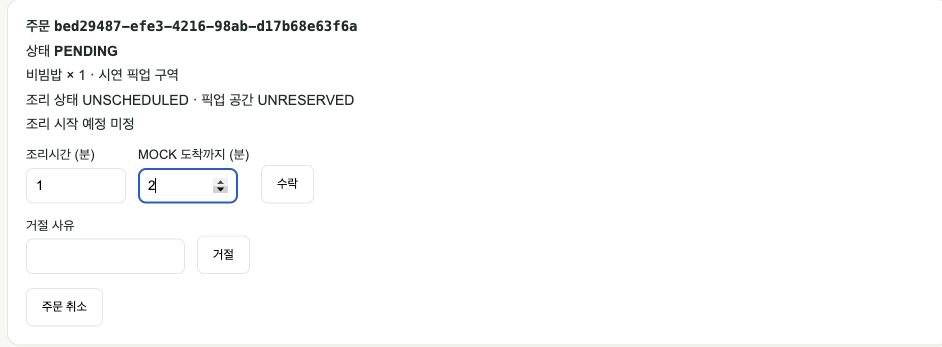 주문 bed29487-efe3-4216-98ab-d17b68e63f6a
상태 PENDING
비빔밥 × 1 · 시연 픽업 구역
조리 상태 UNSCHEDULED · 픽업 공간 UNRESERVED
조리 시작 예정 미정
조리시간 (분) MOCK 도착까지 (분)
1 2 수락
거절 사유
거절
주문 취소